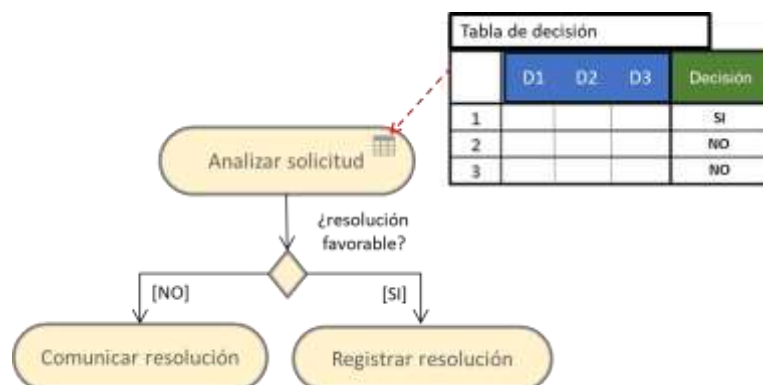 Tabla de decisión
D1 D2 D3 Decisión
1 SI
2 NO
3 NO
Analizar solicitud
¿resolución
favorable?
[NO] [SI]
Comunicar resolución Registrar resolución